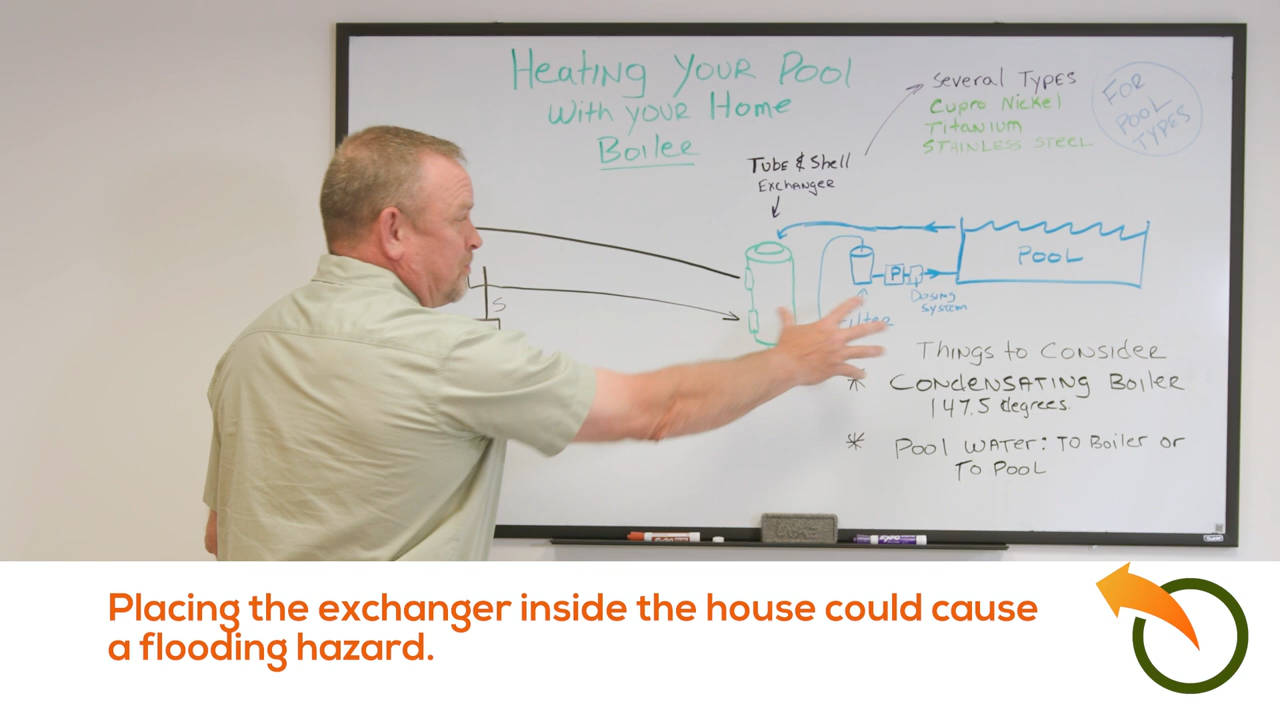 Heating Your Pool
With your Home
Boiler
Several Types
Cupro Nickel
Titanium
Stainless Steel
FOR
POOL
TYPES
Tube & Shell
Exchanger
POOL
P
Dosing
System
S
Things to Consider
* Condensating Boiler
147.5 degrees.
* Pool Water: To Boiler or
To Pool
EXPO
Placing the exchanger inside the house could cause
a flooding hazard.